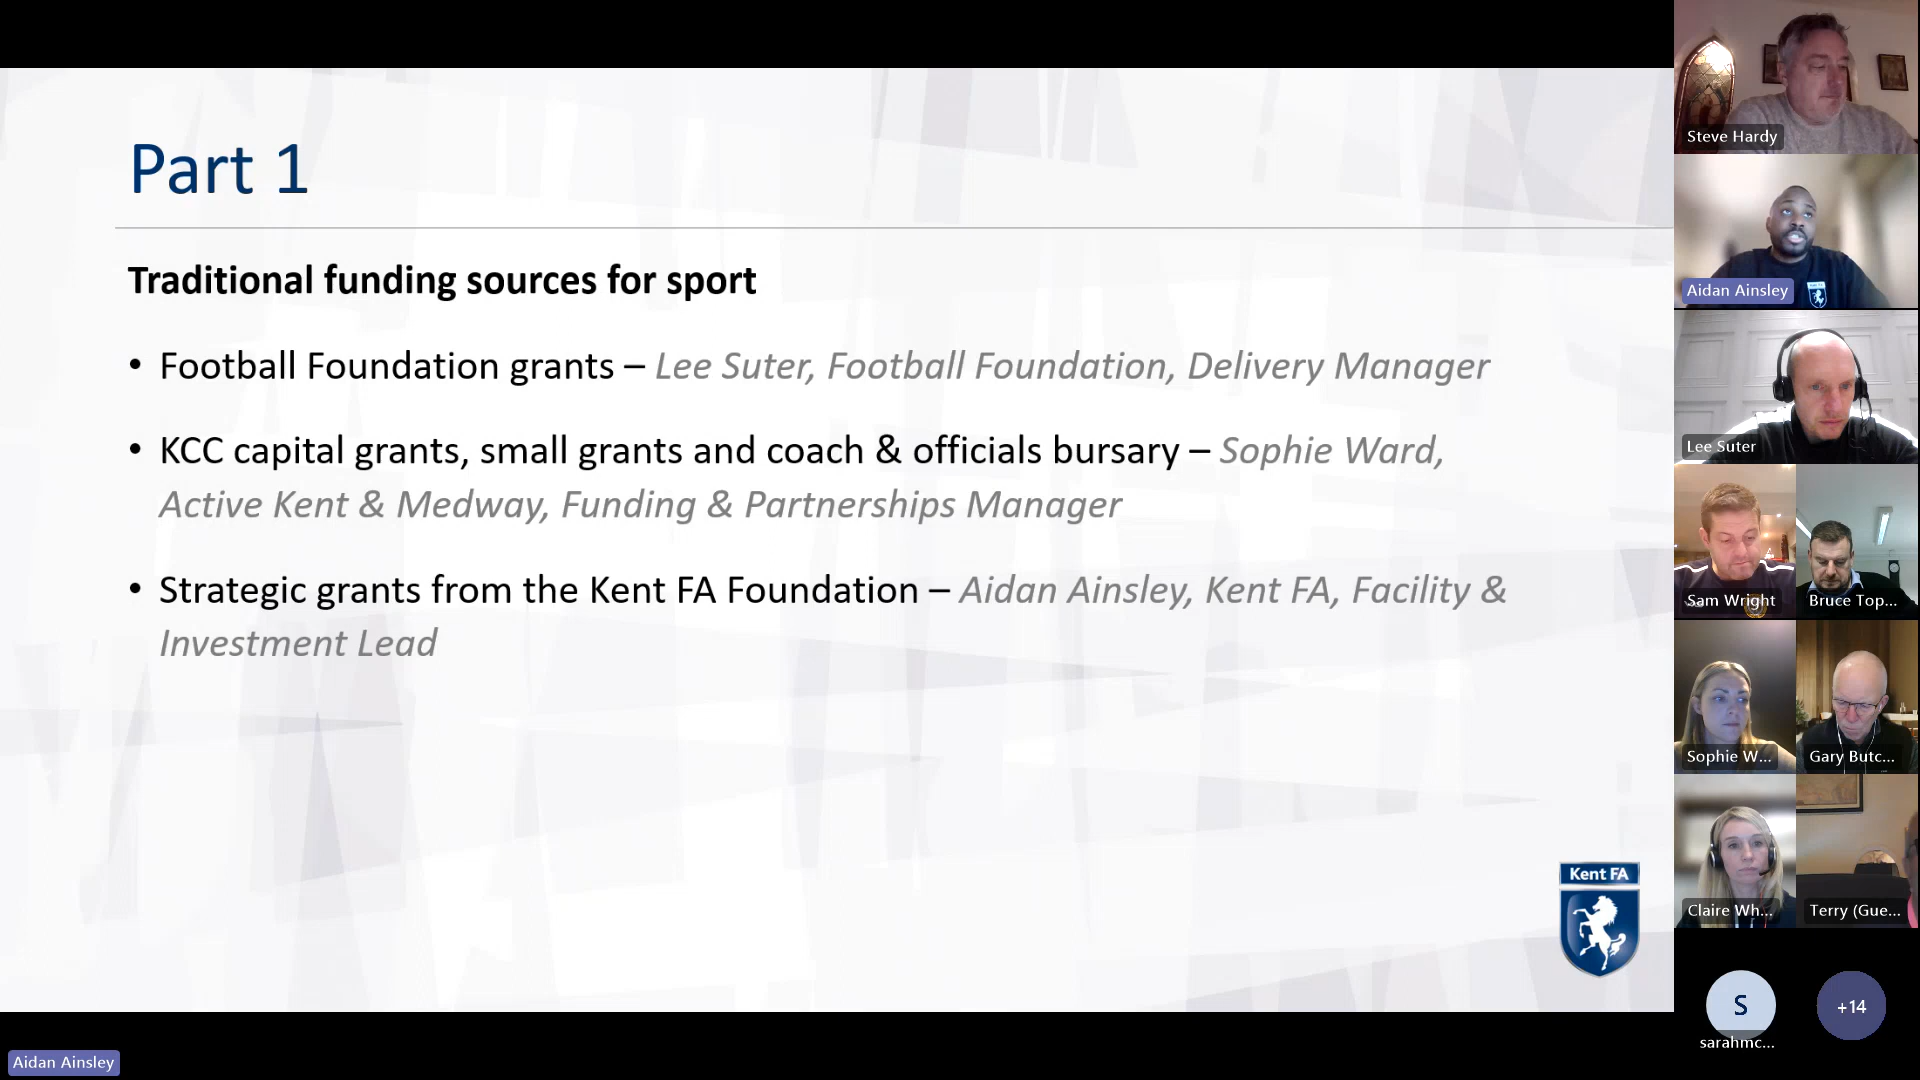 Part 1
Traditional funding sources for sport
• Football Foundation grants – Lee Suter, Football Foundation, Delivery Manager
• KCC capital grants, small grants and coach & officials bursary – Sophie Ward,
Active Kent & Medway, Funding & Partnerships Manager
• Strategic grants from the Kent FA Foundation – Aidan Ainsley, Kent FA, Facility &
Investment Lead
Kent FA
Steve Hardy
Aidan Ainsley
Lee Suter
Sam Wright
Bruce Top...
Sophie W...
Gary Butc...
Claire Wh...
Terry (Gue...
S
sarahmc...
+14
Aidan Ainsley